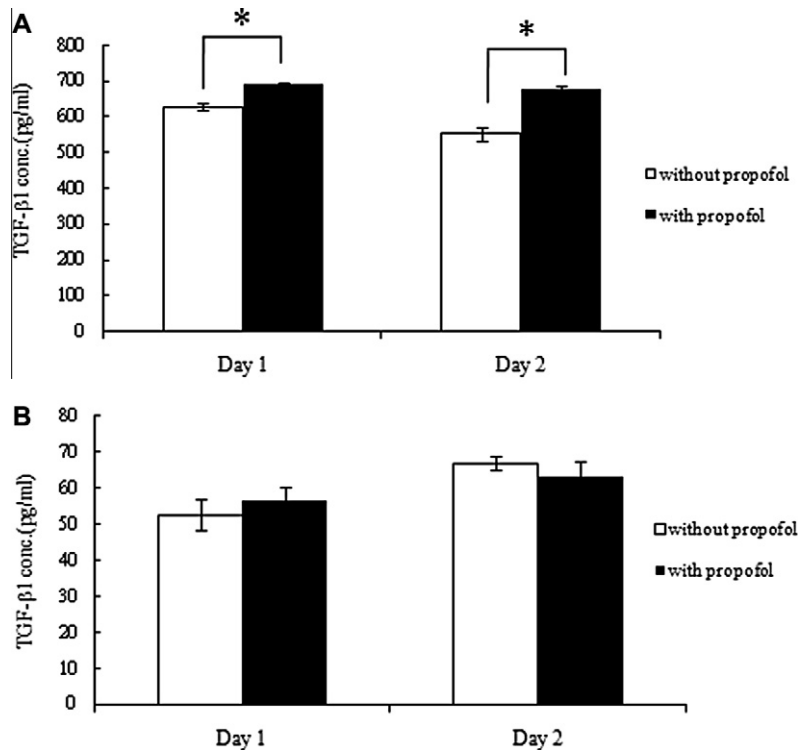 A
*
*
800
700
600
500
400
300
200
100
0
TGF-β1 conc.(pg/ml)
without propofol
with propofol
Day 1
Day 2
B
80
70
60
50
40
30
20
10
0
TGF-β1 conc.(pg/ml)
without propofol
with propofol
Day 1
Day 2